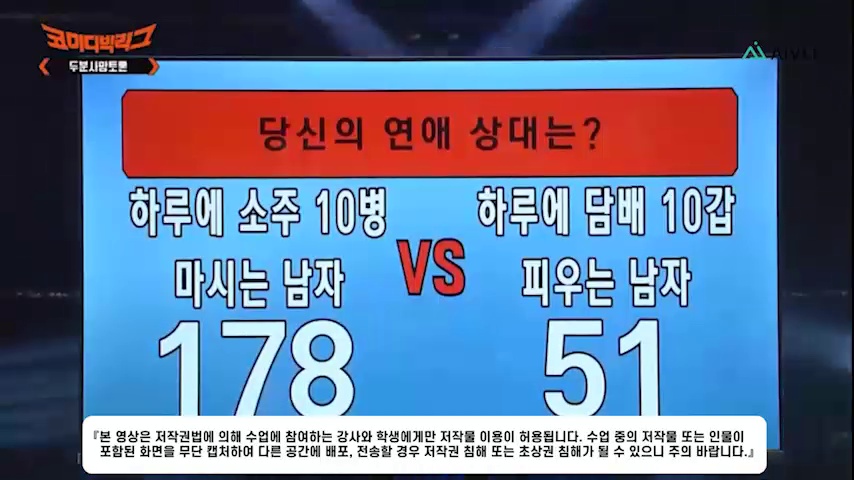 코미디빅리그
두분사망토론
AIVLE
당신의 연애 상대는?
하루에 소주 10병
마시는 남자
VS
하루에 담배 10갑
피우는 남자
178
51
『본 영상은 저작권법에 의해 수업에 참여하는 강사와 학생에게만 저작물 이용이 허용됩니다. 수업 중의 저작물 또는 인물이
포함된 화면을 무단 캡처하여 다른 공간에 배포, 전송할 경우 저작권 침해 또는 초상권 침해가 될 수 있으니 주의 바랍니다.』